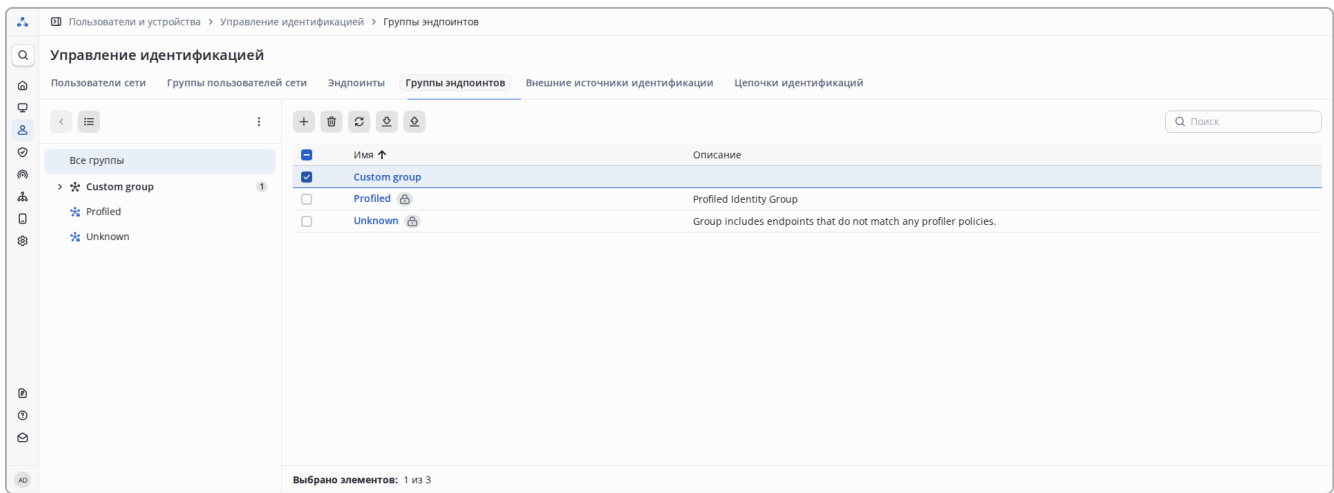 Пользователи и устройства > Управление идентификацией > Группы эндпоинтов
Управление идентификацией
Пользователи сети Группы пользователей сети Эндпоинты Группы эндпоинтов Внешние источники идентификации Цепочки идентификаций
Поиск
Все группы
Custom group 1
Profiled
Unknown
Имя Описание
Custom group
Profiled Profiled Identity Group
Unknown Group includes endpoints that do not match any profiler policies.
AD
Выбрано элементов: 1 из 3